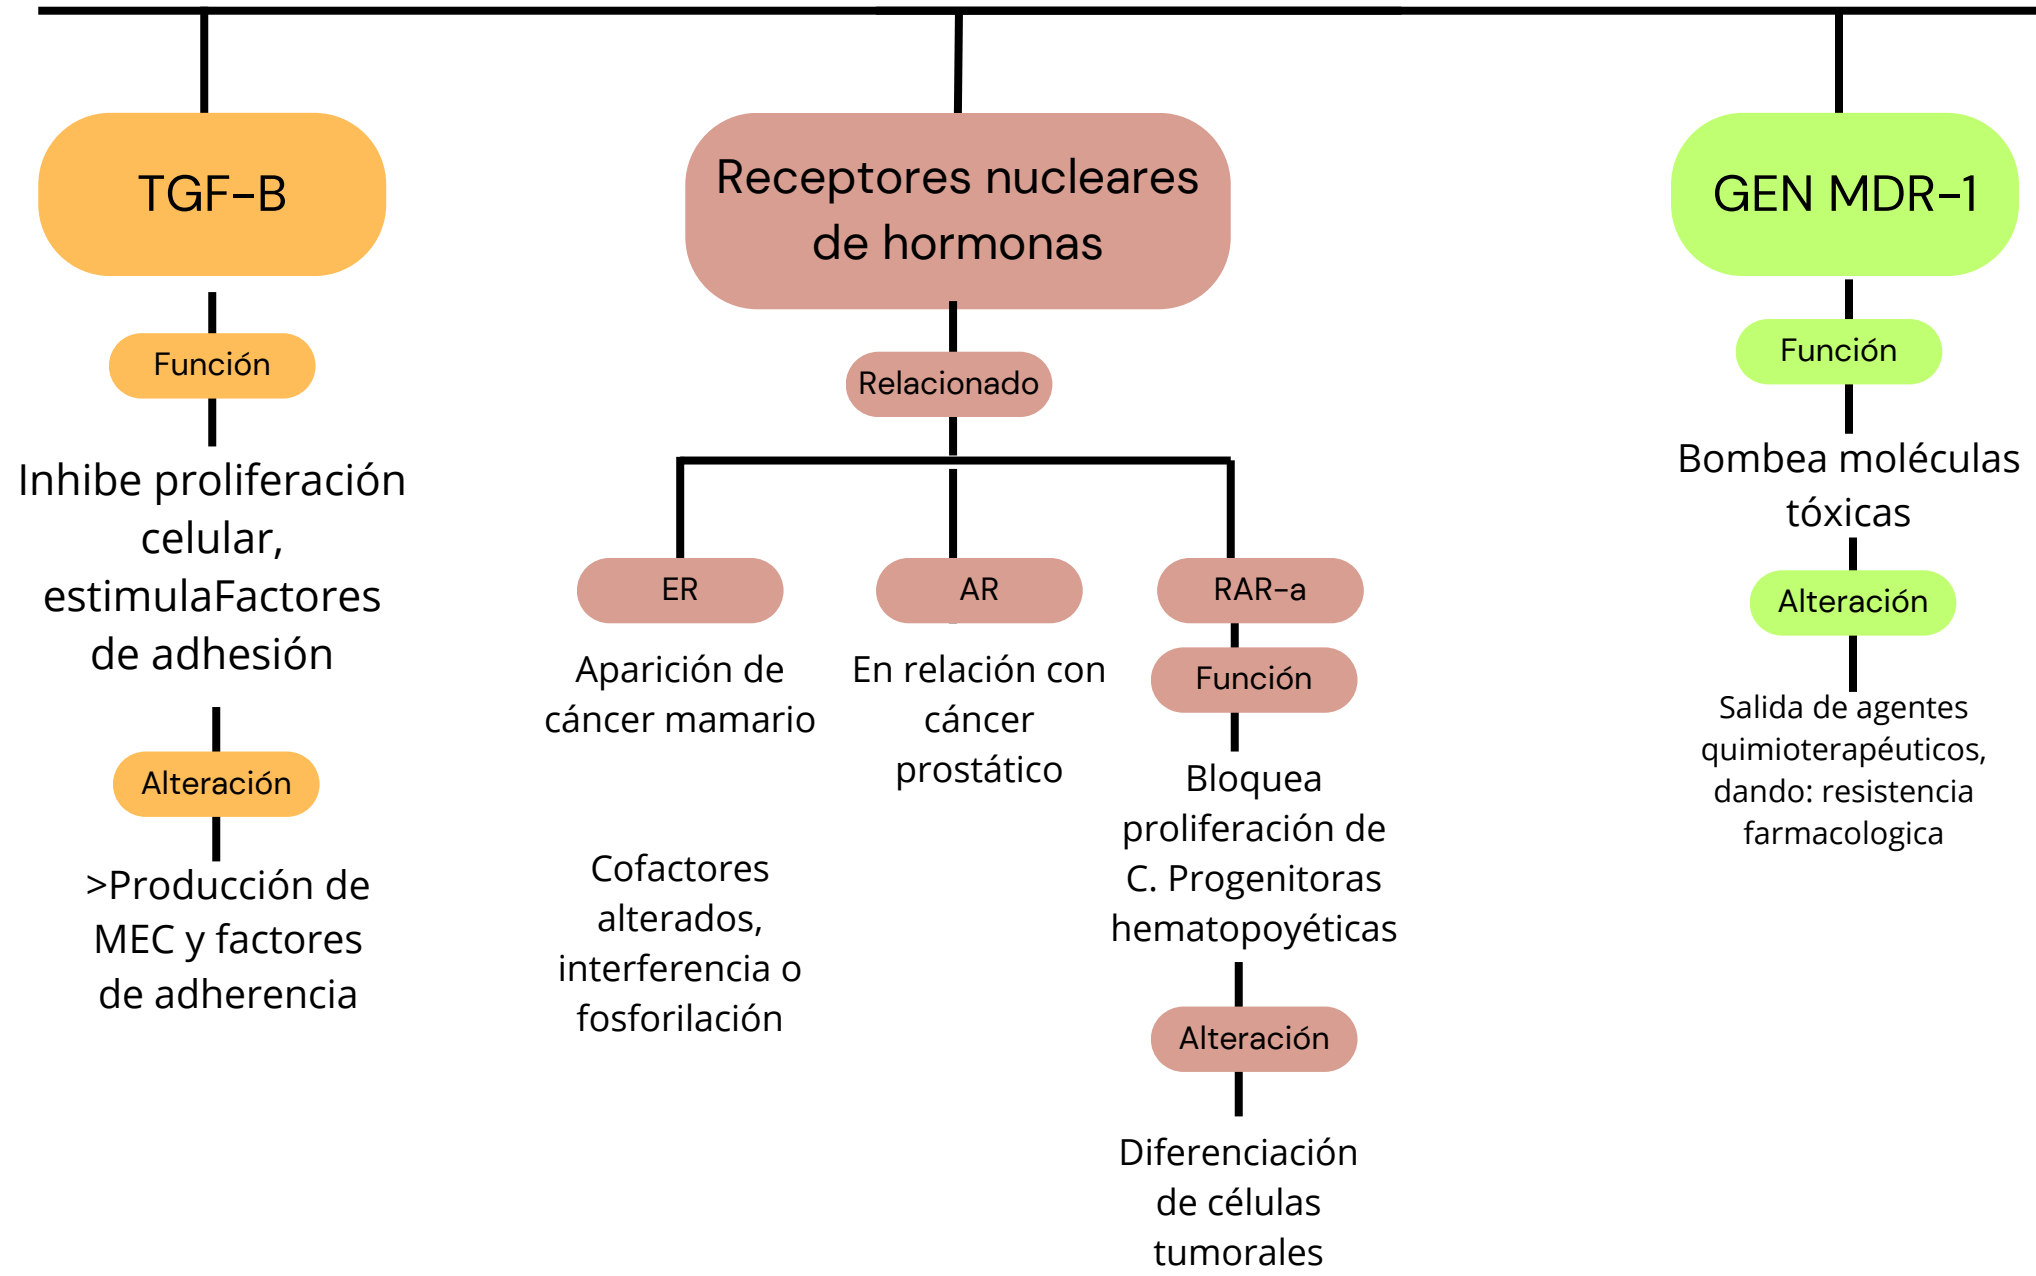 TGF-B
Función
Inhibe proliferación
celular,
estimulaFactores
de adhesión
Alteración
>Producción de
MEC y factores
de adherencia
Receptores nucleares
de hormonas
Relacionado
ER
Aparición de
cáncer mamario
Cofactores
alterados,
interferencia o
fosforilación
AR
En relación con
cáncer
prostático
RAR-a
Función
Bloquea
proliferación de
C. Progenitoras
hematopoyéticas
Alteración
Diferenciación
de células
tumorales
GEN MDR-1
Función
Bombea moléculas
tóxicas
Alteración
Salida de agentes
quimioterapéuticos,
dando: resistencia
farmacologica